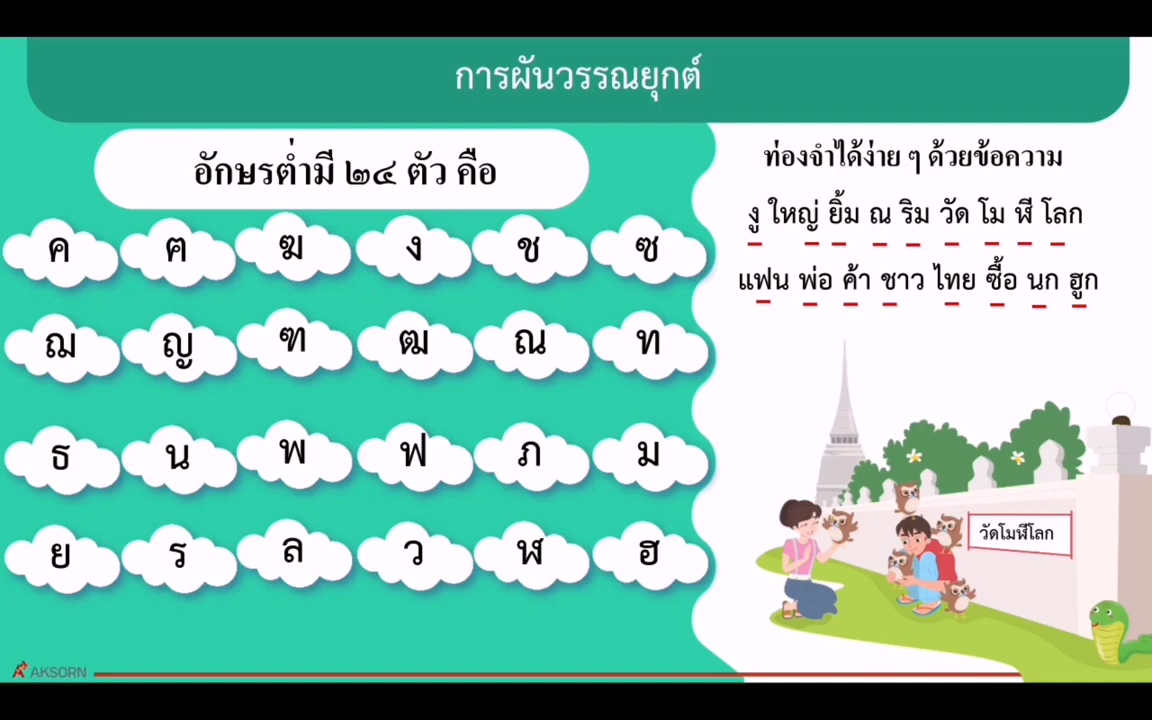 การผันวรรณยุกต์
อักษรต่ำมี ๒๔ ตัว คือ
ค ฅ ฆ ง ช ซ
ฌ ญ ฑ ฒ ณ ท
ธ น พ ฟ ภ ม
ย ร ล ว ฬ ฮ
ท่องจำได้ง่าย ๆ ด้วยข้อความ
งู ใหญ่ ยิ้ม ณ ริม วัด โม ฬี โลก
แฟน พ่อ ค้า ชาว ไทย ซื้อ นก ฮูก
วัดโมฬีโลก
AKSORN